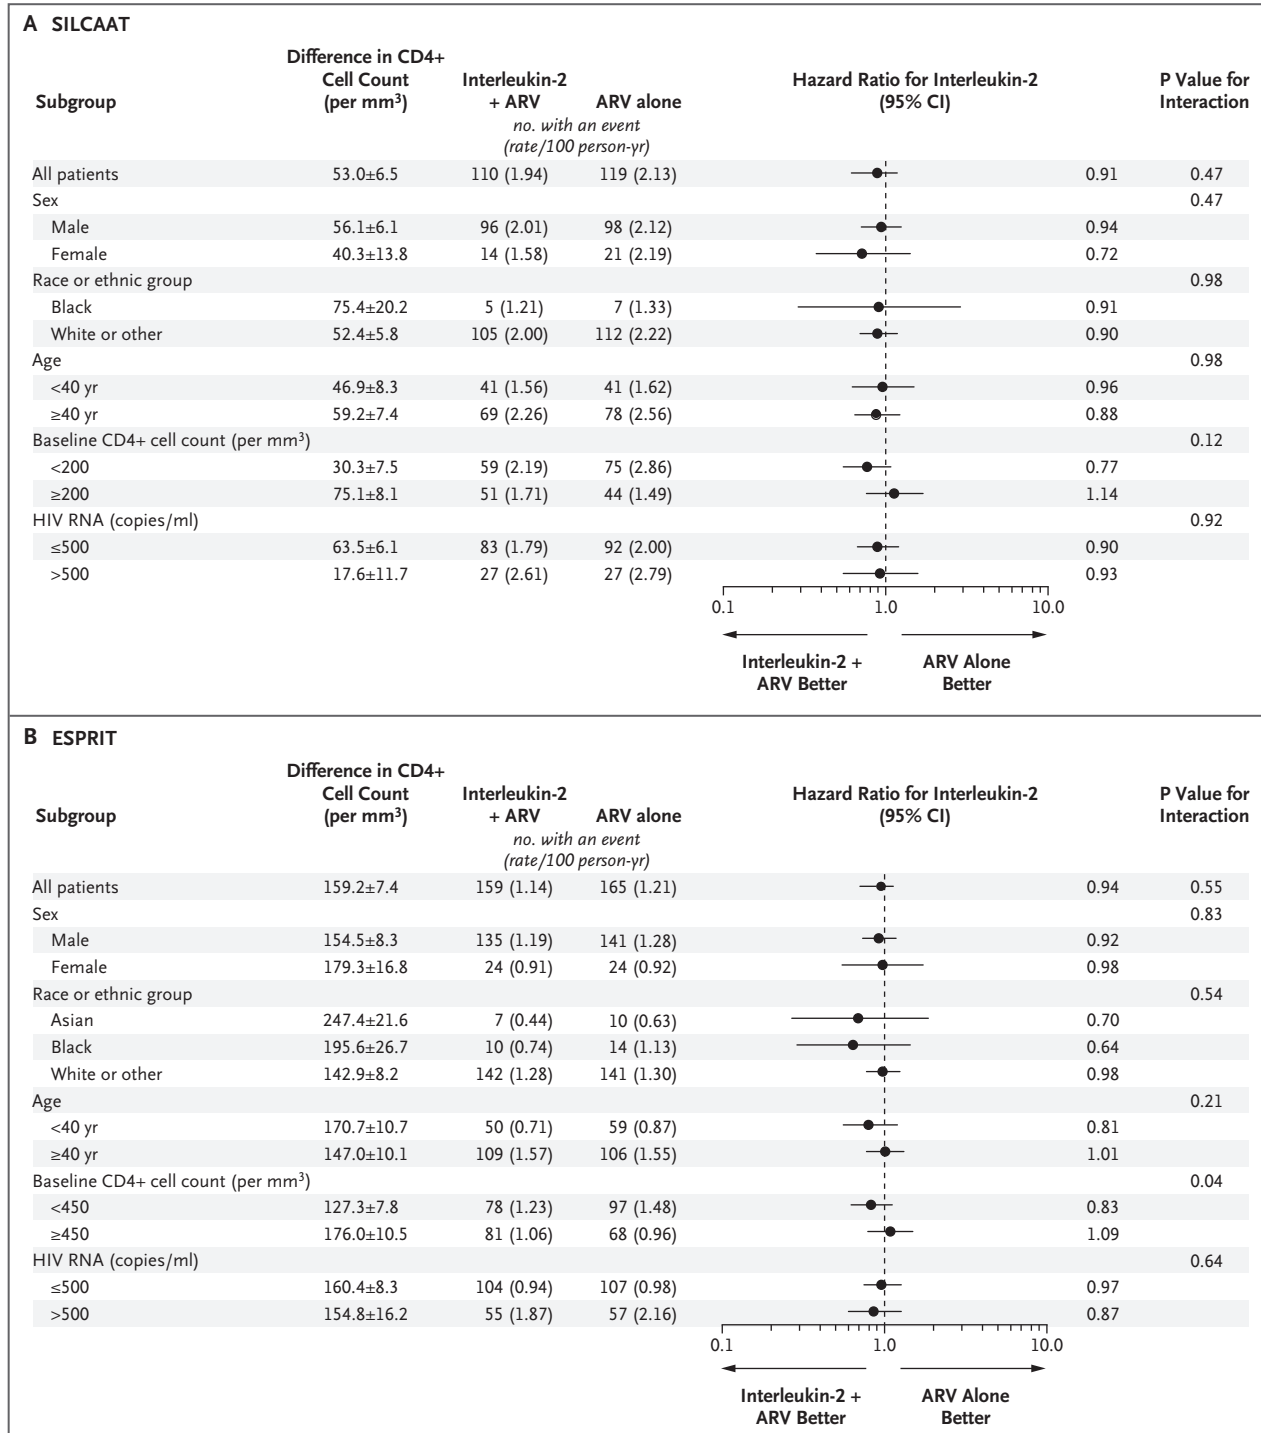 A SILCAAT
Subgroup
Difference in CD4+
Cell Count
(per mm³)
Interleukin-2
+ ARV
ARV alone
no. with an event
(rate/100 person-yr)
Hazard Ratio for Interleukin-2
(95% CI)
P Value for
Interaction
All patients 53.0±6.5 110 (1.94) 119 (2.13) 0.91 0.47
Sex 0.47
Male 56.1±6.1 96 (2.01) 98 (2.12) 0.94
Female 40.3±13.8 14 (1.58) 21 (2.19) 0.72
Race or ethnic group 0.98
Black 75.4±20.2 5 (1.21) 7 (1.33) 0.91
White or other 52.4±5.8 105 (2.00) 112 (2.22) 0.90
Age 0.98
<40 yr 46.9±8.3 41 (1.56) 41 (1.62) 0.96
≥40 yr 59.2±7.4 69 (2.26) 78 (2.56) 0.88
Baseline CD4+ cell count (per mm³) 0.12
<200 30.3±7.5 59 (2.19) 75 (2.86) 0.77
≥200 75.1±8.1 51 (1.71) 44 (1.49) 1.14
HIV RNA (copies/ml) 0.92
≤500 63.5±6.1 83 (1.79) 92 (2.00) 0.90
>500 17.6±11.7 27 (2.61) 27 (2.79) 0.93
0.1 1.0 10.0
Interleukin-2 +
ARV Better
ARV Alone
Better
B ESPRIT
Subgroup
Difference in CD4+
Cell Count
(per mm³)
Interleukin-2
+ ARV
ARV alone
no. with an event
(rate/100 person-yr)
Hazard Ratio for Interleukin-2
(95% CI)
P Value for
Interaction
All patients 159.2±7.4 159 (1.14) 165 (1.21) 0.94 0.55
Sex 0.83
Male 154.5±8.3 135 (1.19) 141 (1.28) 0.92
Female 179.3±16.8 24 (0.91) 24 (0.92) 0.98
Race or ethnic group 0.54
Asian 247.4±21.6 7 (0.44) 10 (0.63) 0.70
Black 195.6±26.7 10 (0.74) 14 (1.13) 0.64
White or other 142.9±8.2 142 (1.28) 141 (1.30) 0.98
Age 0.21
<40 yr 170.7±10.7 50 (0.71) 59 (0.87) 0.81
≥40 yr 147.0±10.1 109 (1.57) 106 (1.55) 1.01
Baseline CD4+ cell count (per mm³) 0.04
<450 127.3±7.8 78 (1.23) 97 (1.48) 0.83
≥450 176.0±10.5 81 (1.06) 68 (0.96) 1.09
HIV RNA (copies/ml) 0.64
≤500 160.4±8.3 104 (0.94) 107 (0.98) 0.97
>500 154.8±16.2 55 (1.87) 57 (2.16) 0.87
0.1 1.0 10.0
Interleukin-2 +
ARV Better
ARV Alone
Better